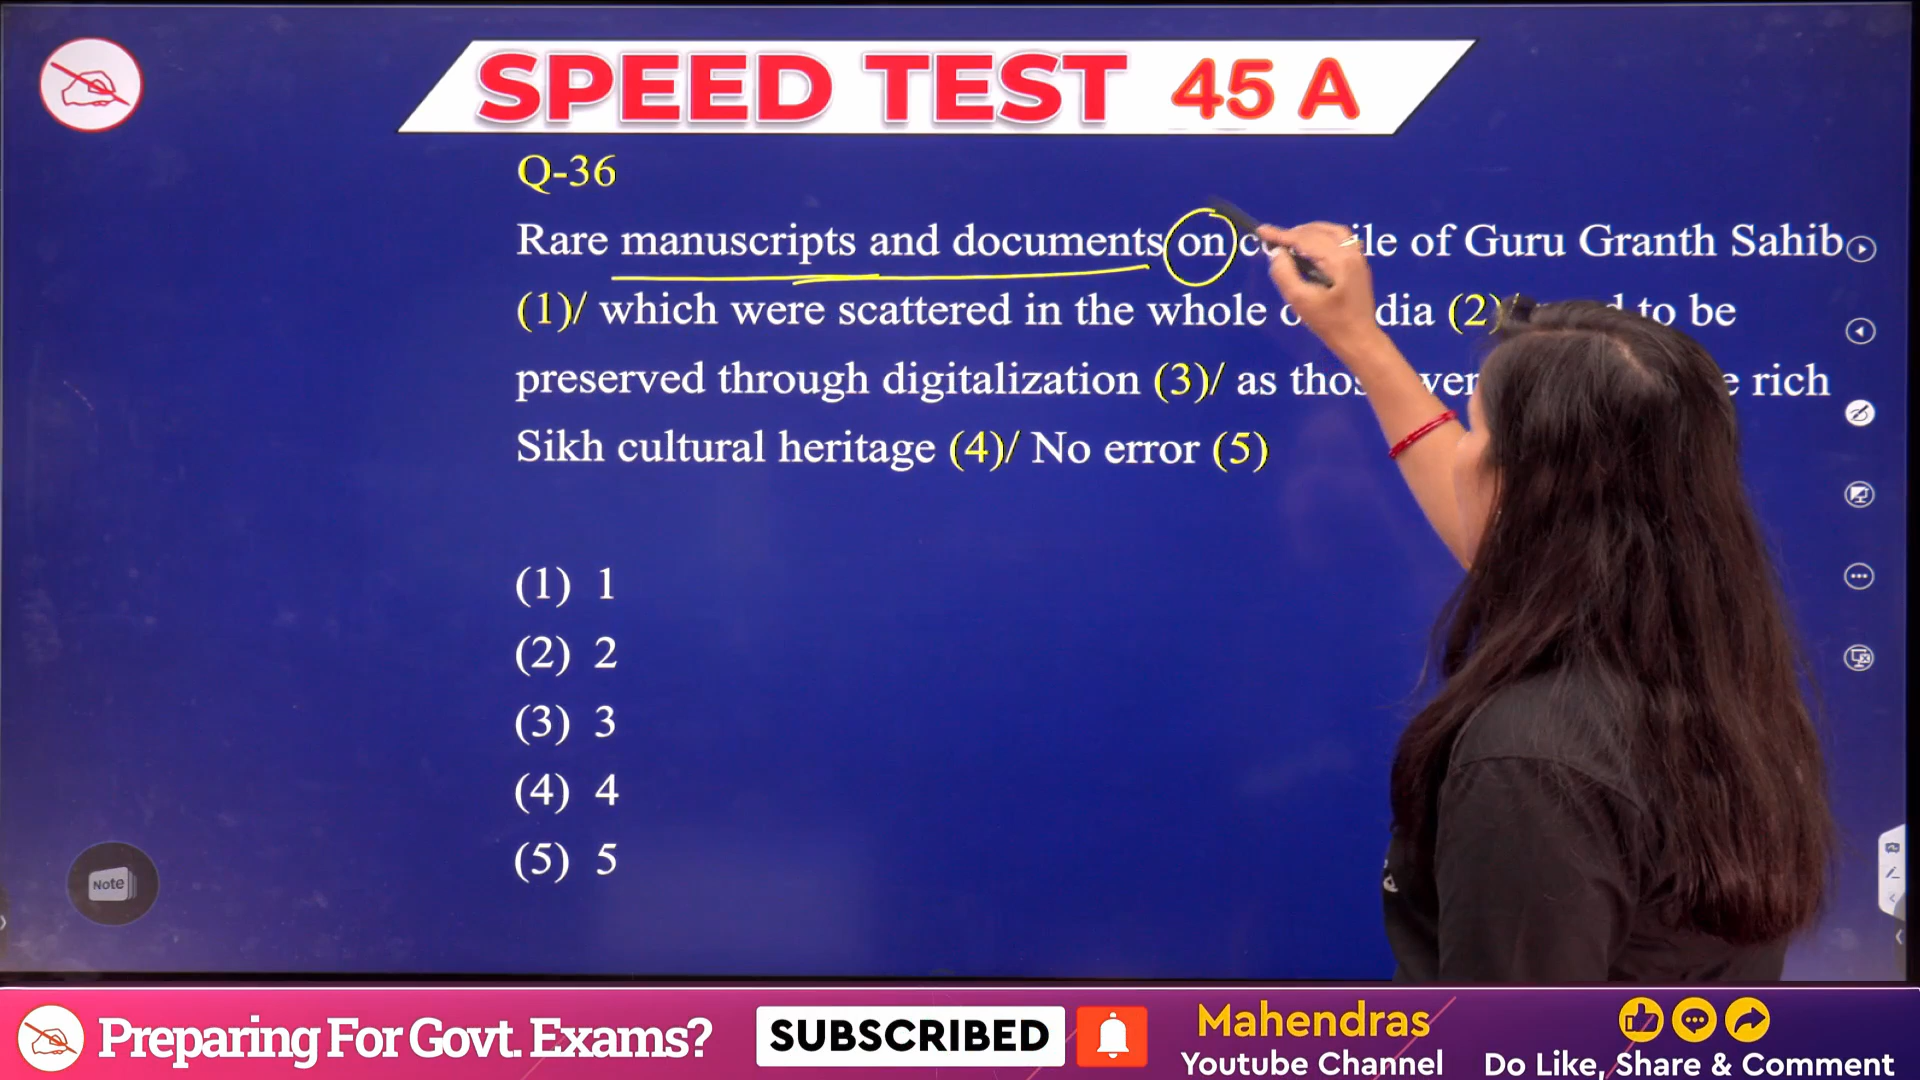 SPEED TEST 45 A
Q-36
Rare manuscripts and documents on of Guru Granth Sahib
(1)/ which were scattered in the whole (2)/ to be
preserved through digitalization (3)/ as rich
Sikh cultural heritage (4)/ No error (5)
(1) 1
(2) 2
(3) 3
(4) 4
(5) 5
Note
Preparing For Govt. Exams?
SUBSCRIBED
Mahendras
Youtube Channel
Do Like, Share & Comment